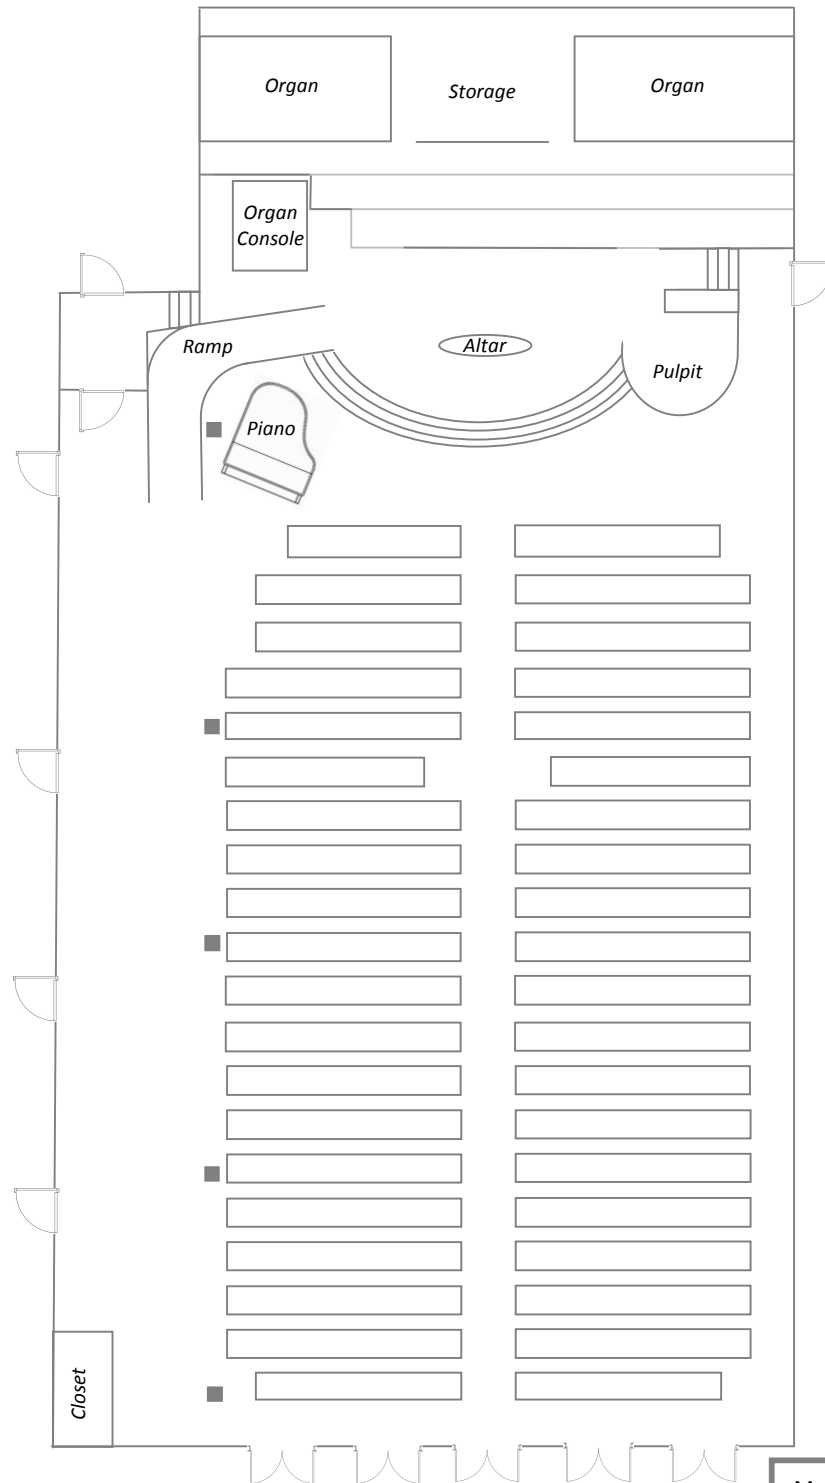 Organ
Storage
Organ
Organ
Console
Ramp
Altar
Pulpit
Piano
Closet